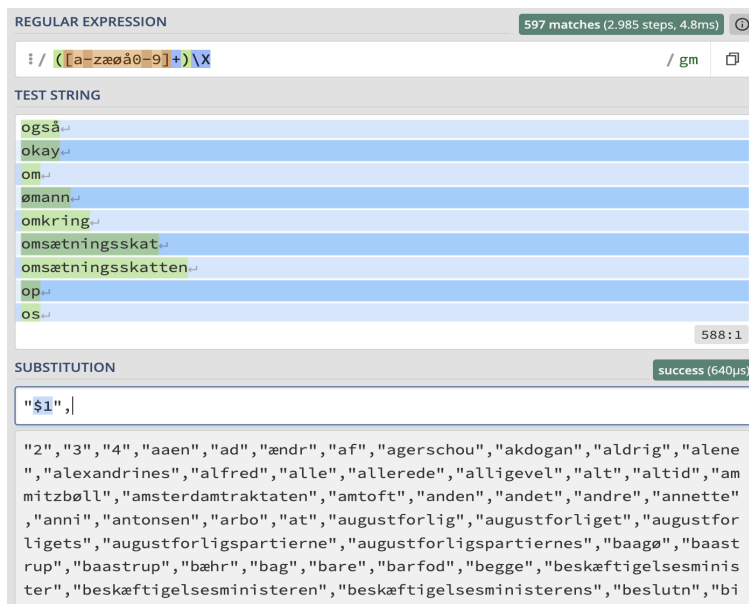 REGULAR EXPRESSION
597 matches (2.985 steps, 4.8ms)
/ ([a-zæøå0-9]+)\X / gm
TEST STRING
også↵
okay↵
om↵
ømann↵
omkring↵
omsætningsskat↵
omsætningsskatten↵
op↵
os↵
588:1
SUBSTITUTION
success (640µs)
"$1",
"2","3","4","aaen","ad","ændr","af","agerschou","akdogan","aldrig","alene
","alexandrines","alfred","alle","allerede","alligevel","alt","altid","am
mitzbøll","amsterdamtraktaten","amtoft","anden","andet","andre","annette"
,"anni","antonsen","arbo","at","augustforlig","augustforliget","augustfor
ligets","augustforligspartierne","augustforligspartiernes","baagø","baast
rup","baastrup","bæhr","bag","bare","barfod","begge","beskæftigelsesminis
ter","beskæftigelsesministeren","beskæftigelsesministerens","beslutn","bi